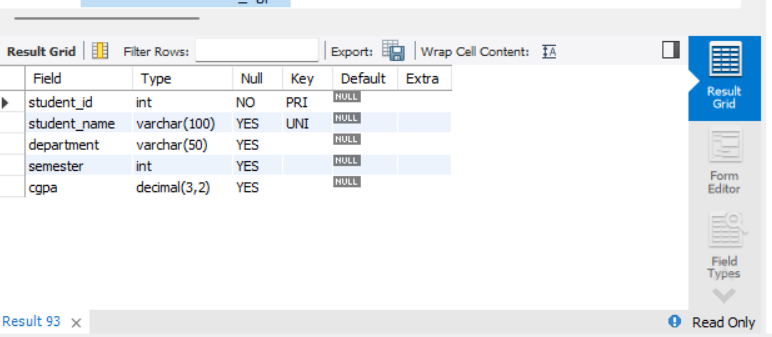 Result Grid Filter Rows: Export: Wrap Cell Content:
Field Type Null Key Default Extra
student_id int NO PRI NULL
student_name varchar(100) YES UNI NULL
department varchar(50) YES NULL
semester int YES NULL
cgpa decimal(3,2) YES NULL
Result
Grid
Form
Editor
Field
Types
Result 93 Read Only